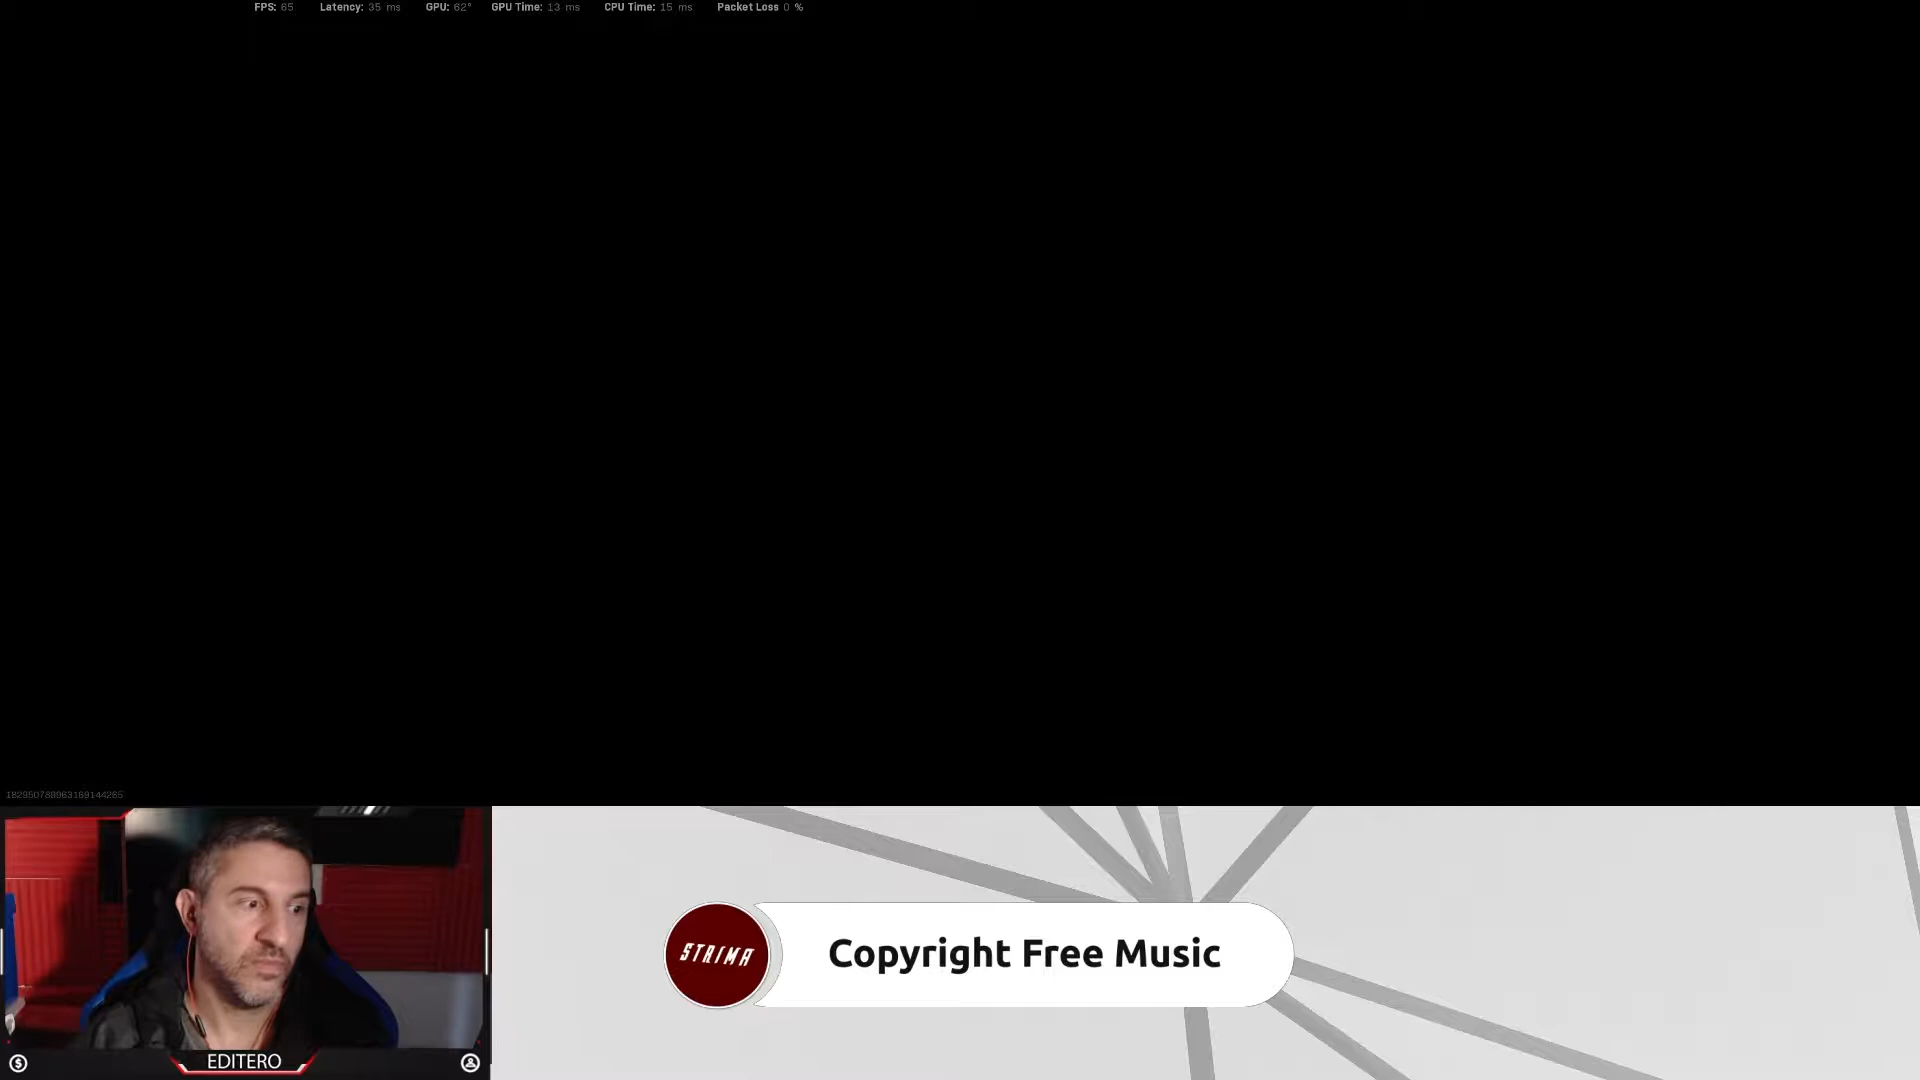 FPS: 65 Latency: 35 ms GPU: 62° GPU Time: 13 ms CPU Time: 15 ms Packet Loss 0 %
STRIMA
Copyright Free Music
EDITERO